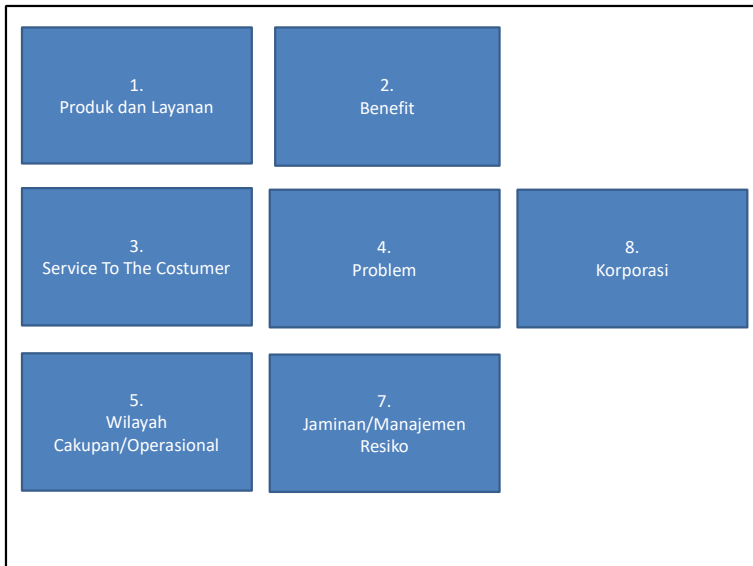 1.
Produk dan Layanan
2.
Benefit
3.
Service To The Costumer
4.
Problem
8.
Korporasi
5.
Wilayah
Cakupan/Operasional
7.
Jaminan/Manajemen
Resiko